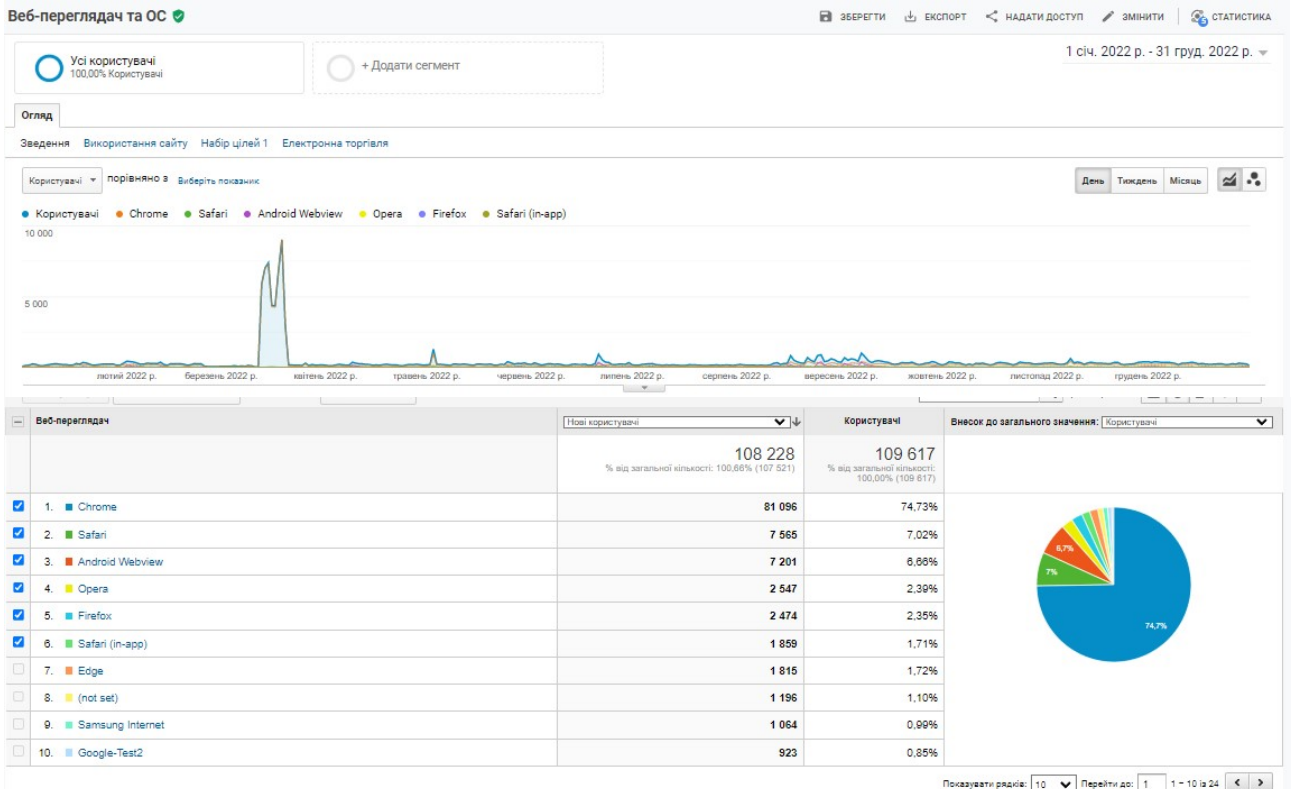 Веб-переглядач та ОС
ЗБЕРЕГТИ ЕКСПОРТ НАДАТИ ДОСТУП ЗМІНИТИ СТАТИСТИКА
1 січ. 2022 р. - 31 груд. 2022 р.
Усі користувачі
100,00% Користувачі
+ Додати сегмент
Огляд
Зведення Використання сайту Набір цілей 1 Електронна торгівля
Користувачі порівняно з Виберіть показник
День Тиждень Місяць
Користувачі Chrome Safari Android Webview Opera Firefox Safari (in-app)
10 000
5 000
лютий 2022 р. березень 2022 р. квітень 2022 р. травень 2022 р. червень 2022 р. липень 2022 р. серпень 2022 р. вересень 2022 р. жовтень 2022 р. листопад 2022 р. грудень 2022 р.
Веб-переглядач Нові користувачі Користувачі Внесок до загального значення: Користувачі
108 228 109 617
% від загальної кількості: 100,66% (107 521) % від загальної кількості:
100,00% (109 617)
1. Chrome 81 096 74,73%
2. Safari 7 565 7,02%
3. Android Webview 7 201 6,66%
4. Opera 2 547 2,39%
5. Firefox 2 474 2,35%
6. Safari (in-app) 1 859 1,71%
7. Edge 1 815 1,72%
8. (not set) 1 196 1,10%
9. Samsung Internet 1 064 0,99%
10. Google-Test2 923 0,85%
6,7%
7%
74,7%
Показувати рядків: 10 Перейти до: 1 1 – 10 із 24